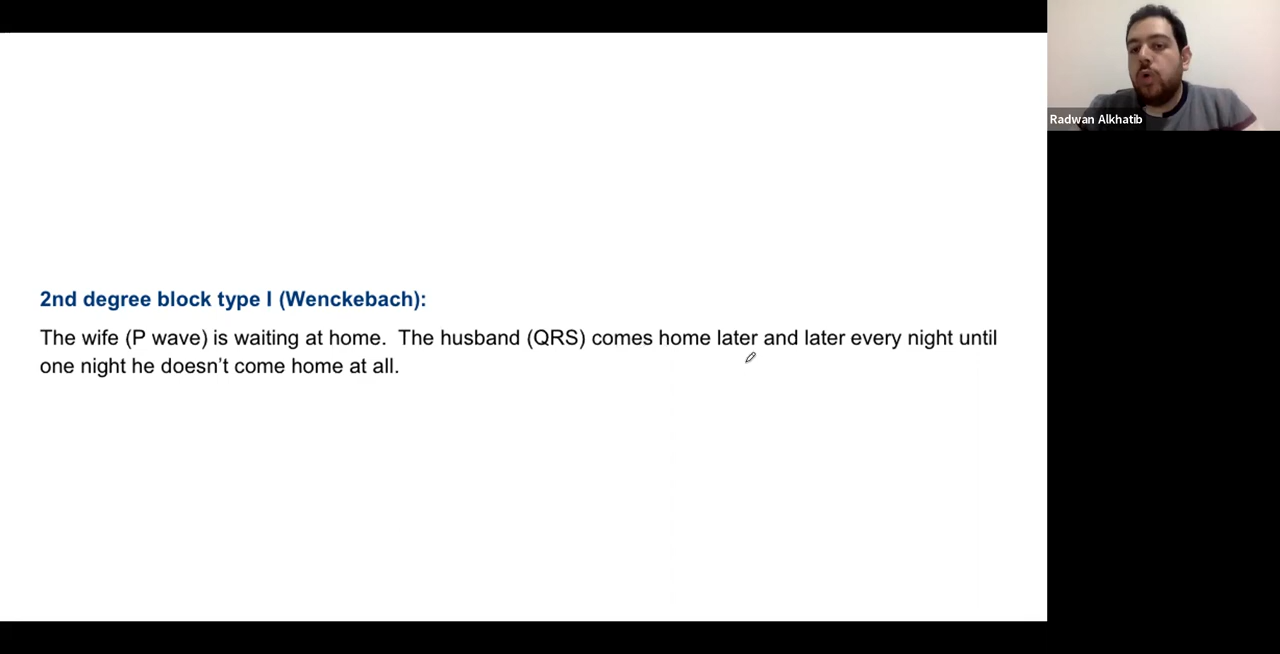 Radwan Alkhatib
2nd degree block type I (Wenckebach):
The wife (P wave) is waiting at home.  The husband (QRS) comes home later and later every night until
one night he doesn’t come home at all.